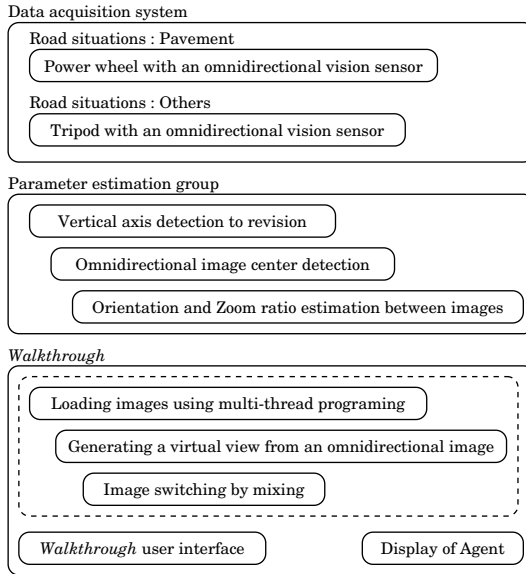 Data acquisition system
Road situations : Pavement
Power wheel with an omnidirectional vision sensor
Road situations : Others
Tripod with an omnidirectional vision sensor
Parameter estimation group
Vertical axis detection to revision
Omnidirectional image center detection
Orientation and Zoom ratio estimation between images
Walkthrough
Loading images using multi-thread programing
Generating a virtual view from an omnidirectional image
Image switching by mixing
Walkthrough user interface
Display of Agent